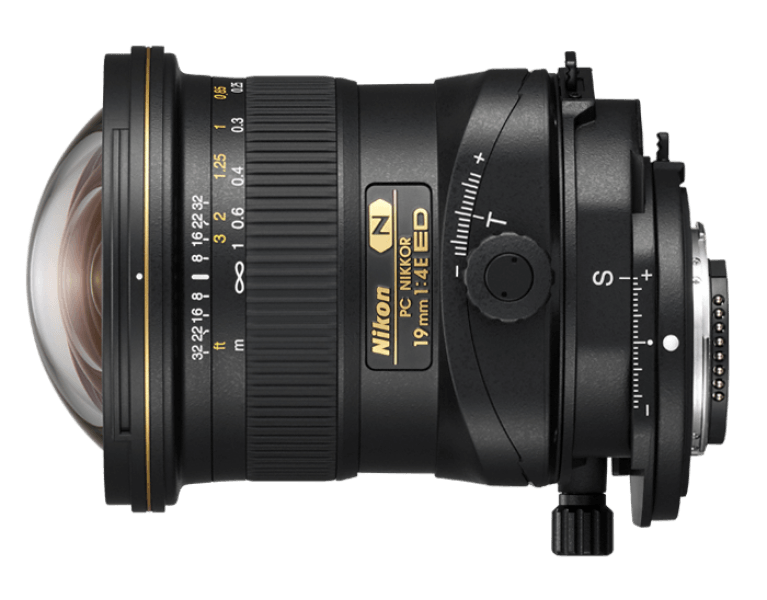 32 22 16 8 8 16 22 32
ft 3 2 1.25 1 0.85
m ∞ 1 0.6 0.4 0.3 0.25
N
Nikon
PC NIKKOR
19mm 1:4E ED
- T +
S
+
-